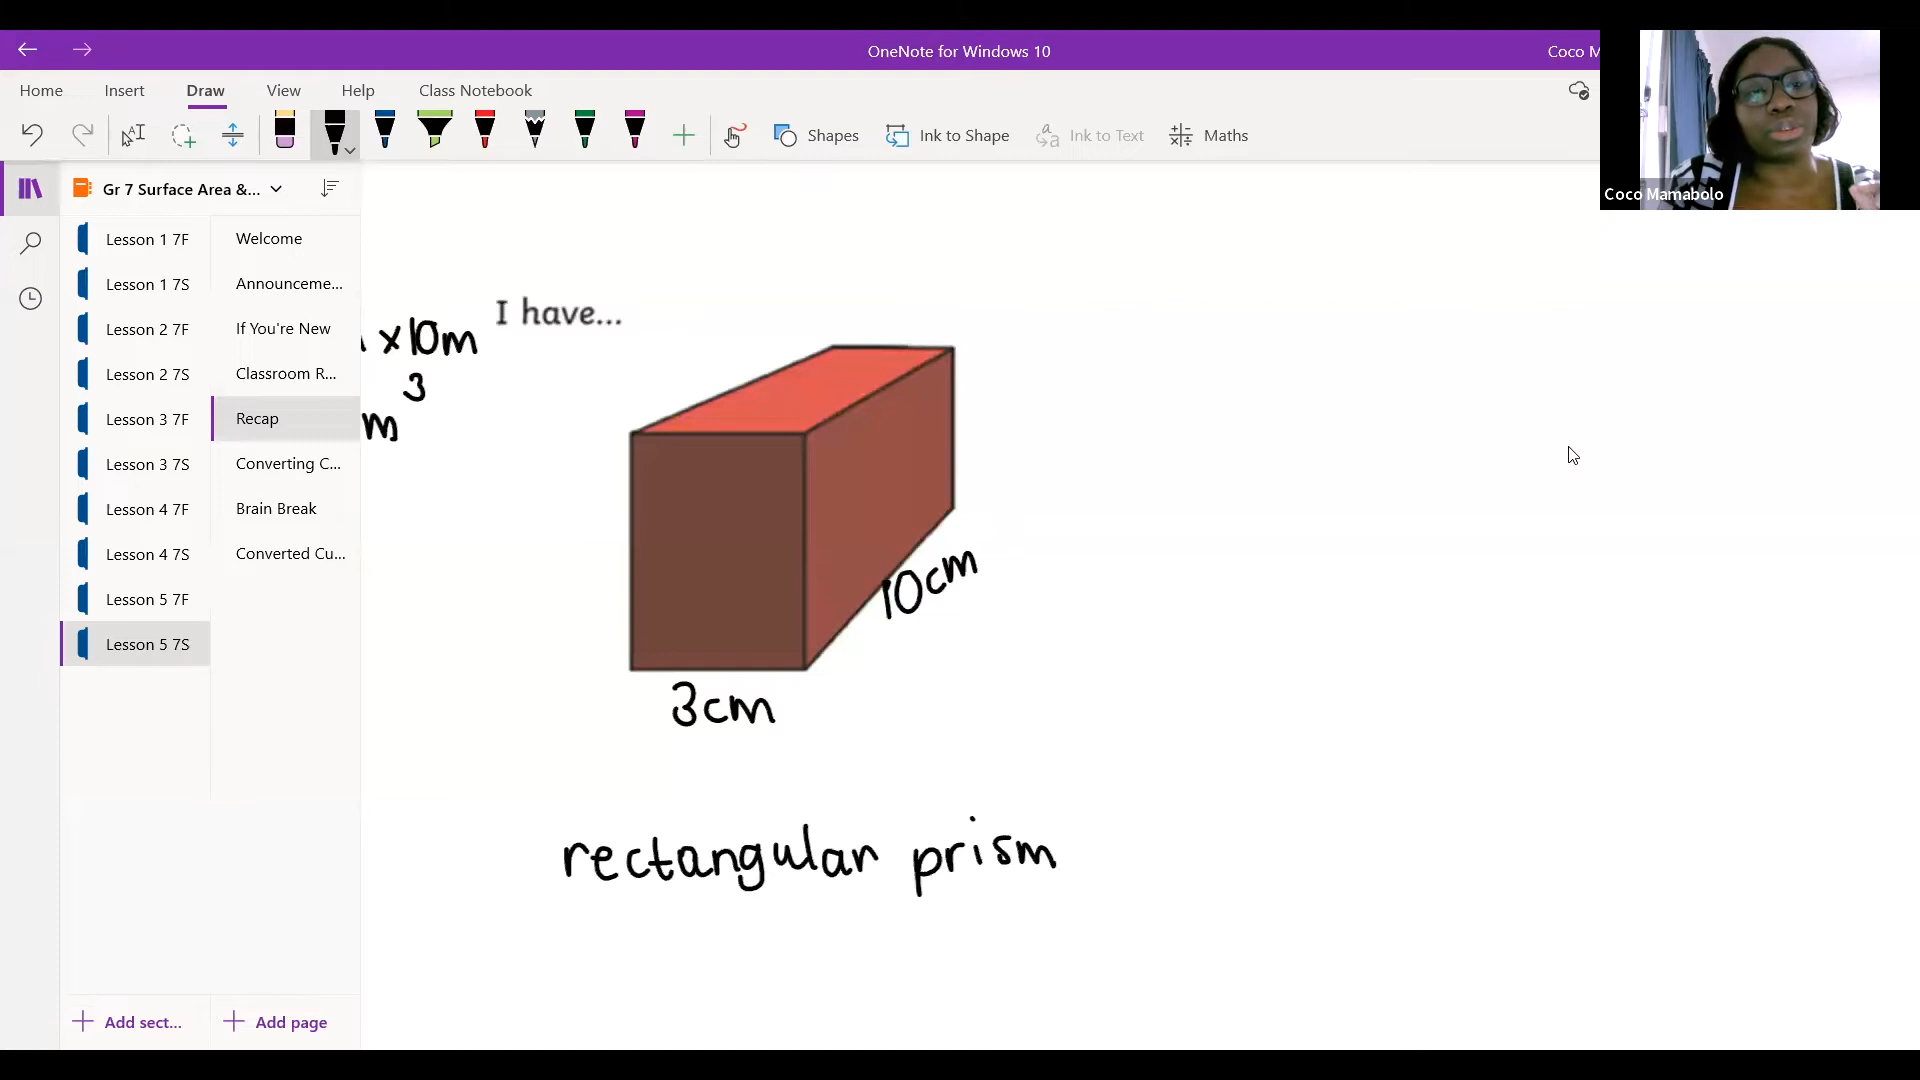 OneNote for Windows 10
Coco M
Home Insert Draw View Help Class Notebook
Shapes Ink to Shape Ink to Text Maths
Coco Mamabolo
Gr 7 Surface Area &...
Lesson 1 7F
Lesson 1 7S
Lesson 2 7F
Lesson 2 7S
Lesson 3 7F
Lesson 3 7S
Lesson 4 7F
Lesson 4 7S
Lesson 5 7F
Lesson 5 7S
Add sect...
Welcome
Announceme...
If You're New
Classroom R...
Recap
Converting C...
Brain Break
Converted Cu...
Add page
I have...
x10m
m³
10cm
3cm
rectangular prism